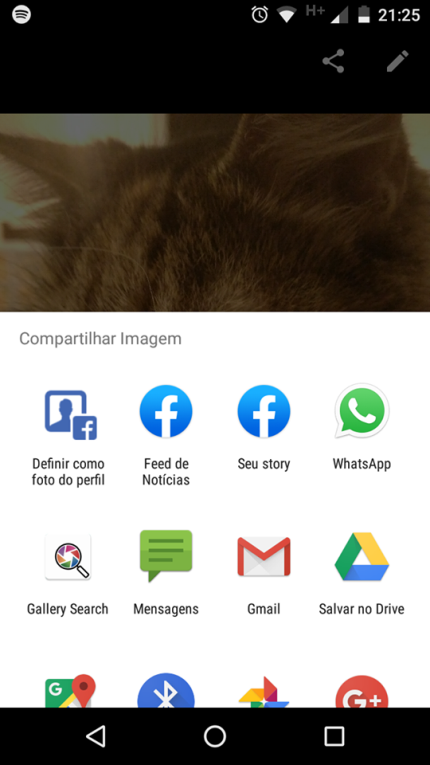 H+ 21:25
Compartilhar Imagem
Definir como
foto do perfil
Feed de
Notícias
Seu story
WhatsApp
Gallery Search
Mensagens
Gmail
Salvar no Drive
G
G+